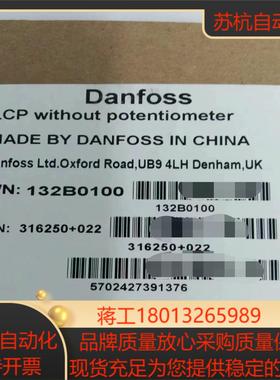 苏杭自动化
Danfoss
LCP without potentiometer
MADE BY DANFOSS IN CHINA
nfoss Ltd.Oxford Road,UB9 4LH Denham,UK
/N: 132B0100
132B0100
N: 316250+022
316250+022
5702427391376
蒋工18013265989
自动化 品牌质量放心采购质量保
开票 现货充足为您提供稳定的